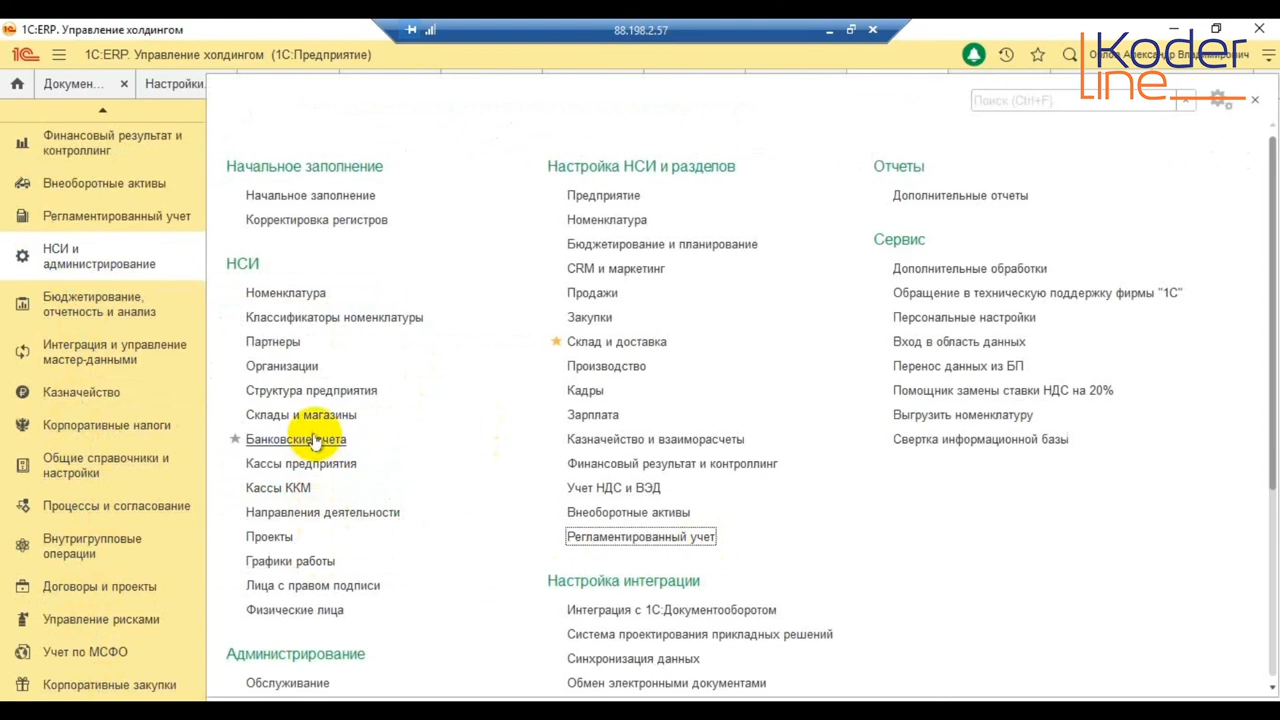 1С:ERP. Управление холдингом
88.198.2.57
1С:ERP. Управление холдингом (1С:Предприятие)
Орлов Александр Владимирович
Koder
line
Докумен...
Настройки
Поиск (Ctrl+F)
Финансовый результат и
контроллинг
Внеоборотные активы
Регламентированный учет
НСИ и
администрирование
Бюджетирование,
отчетность и анализ
Интеграция и управление
мастер-данными
Казначейство
Корпоративные налоги
Общие справочники и
настройки
Процессы и согласование
Внутригрупповые
операции
Договоры и проекты
Управление рисками
Учет по МСФО
Корпоративные закупки
Начальное заполнение
Начальное заполнение
Корректировка регистров
НСИ
Номенклатура
Классификаторы номенклатуры
Партнеры
Организации
Структура предприятия
Склады и магазины
Банковские счета
Кассы предприятия
Кассы ККМ
Направления деятельности
Проекты
Графики работы
Лица с правом подписи
Физические лица
Администрирование
Обслуживание
Настройка НСИ и разделов
Предприятие
Номенклатура
Бюджетирование и планирование
CRM и маркетинг
Продажи
Закупки
Склад и доставка
Производство
Кадры
Зарплата
Казначейство и взаиморасчеты
Финансовый результат и контроллинг
Учет НДС и ВЭД
Внеоборотные активы
Регламентированный учет
Настройка интеграции
Интеграция с 1С:Документооборотом
Система проектирования прикладных решений
Синхронизация данных
Обмен электронными документами
Отчеты
Дополнительные отчеты
Сервис
Дополнительные обработки
Обращение в техническую поддержку фирмы "1С"
Персональные настройки
Вход в область данных
Перенос данных из БП
Помощник замены ставки НДС на 20%
Выгрузить номенклатуру
Свертка информационной базы